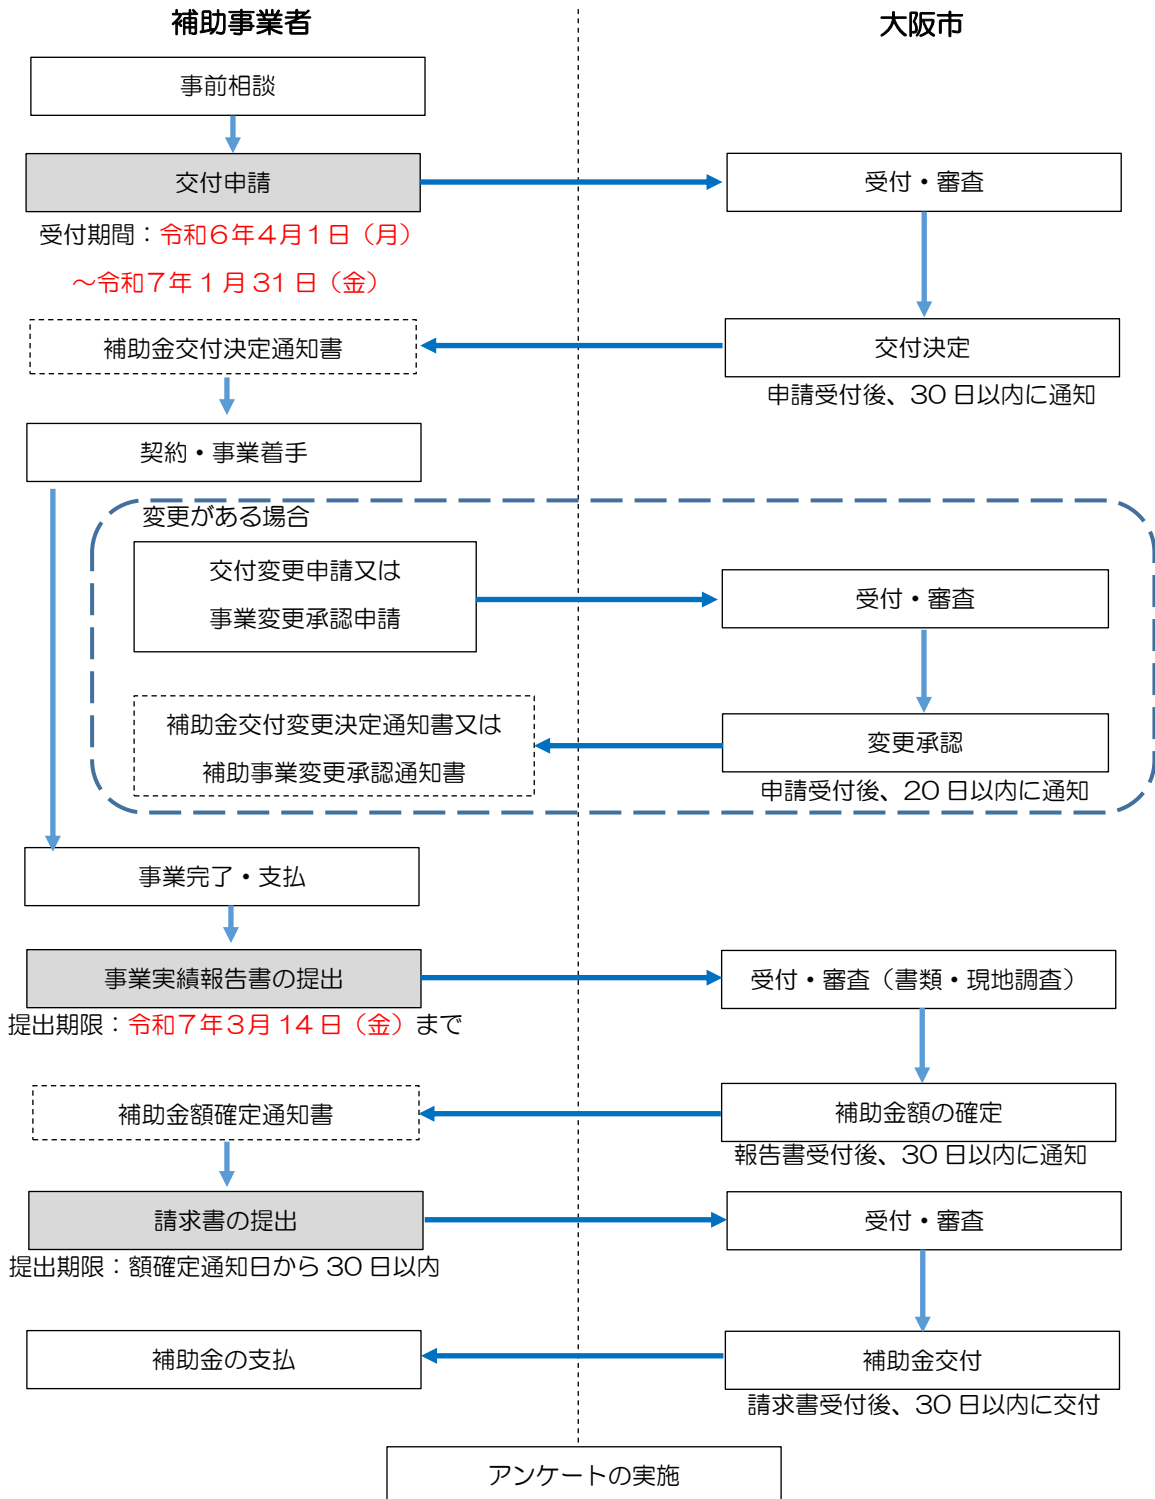 補助事業者
大阪市
事前相談
交付申請
受付・審査
受付期間：令和６年４月１日（月）
～令和７年１月31日（金）
補助金交付決定通知書
交付決定
申請受付後、30日以内に通知
契約・事業着手
変更がある場合
交付変更申請又は
事業変更承認申請
受付・審査
補助金交付変更決定通知書又は
補助事業変更承認通知書
変更承認
申請受付後、20日以内に通知
事業完了・支払
事業実績報告書の提出
受付・審査（書類・現地調査）
提出期限：令和７年３月14日（金）まで
補助金額確定通知書
補助金額の確定
報告書受付後、30日以内に通知
請求書の提出
受付・審査
提出期限：額確定通知日から30日以内
補助金の支払
補助金交付
請求書受付後、30日以内に交付
アンケートの実施